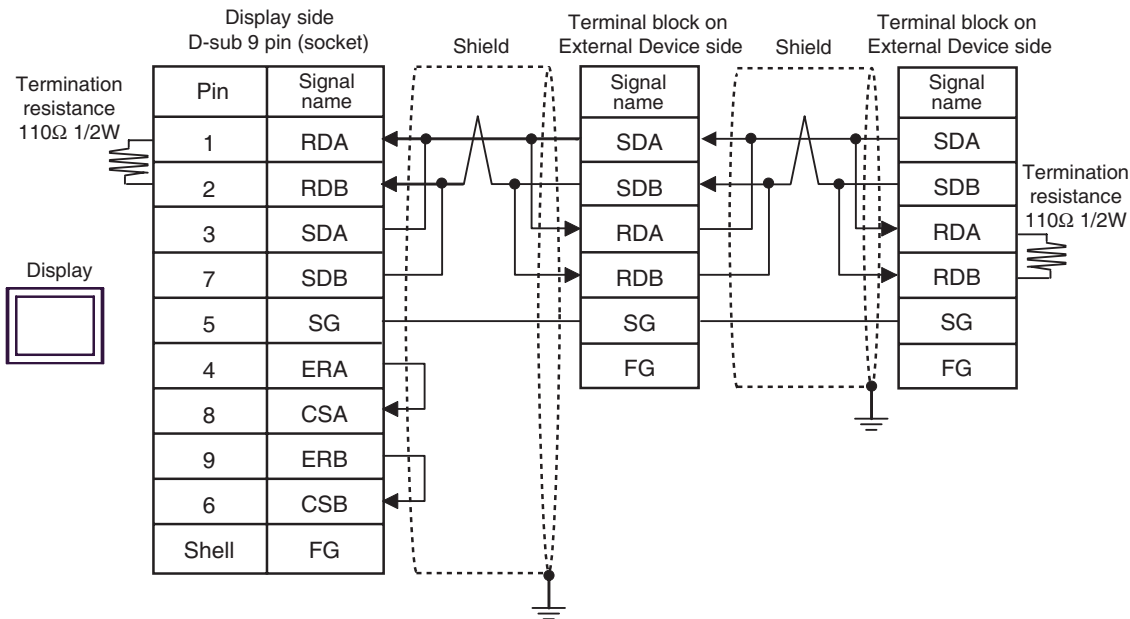 Display side
D-sub 9 pin (socket)
Shield
Terminal block on
External Device side
Shield
Terminal block on
External Device side
Termination
resistance
110Ω 1/2W
Pin
Signal
name
1
RDA
2
RDB
3
SDA
7
SDB
5
SG
4
ERA
8
CSA
9
ERB
6
CSB
Shell
FG
Display
Signal
name
SDA
SDB
RDA
RDB
SG
FG
Signal
name
SDA
SDB
RDA
RDB
SG
FG
Termination
resistance
110Ω 1/2W